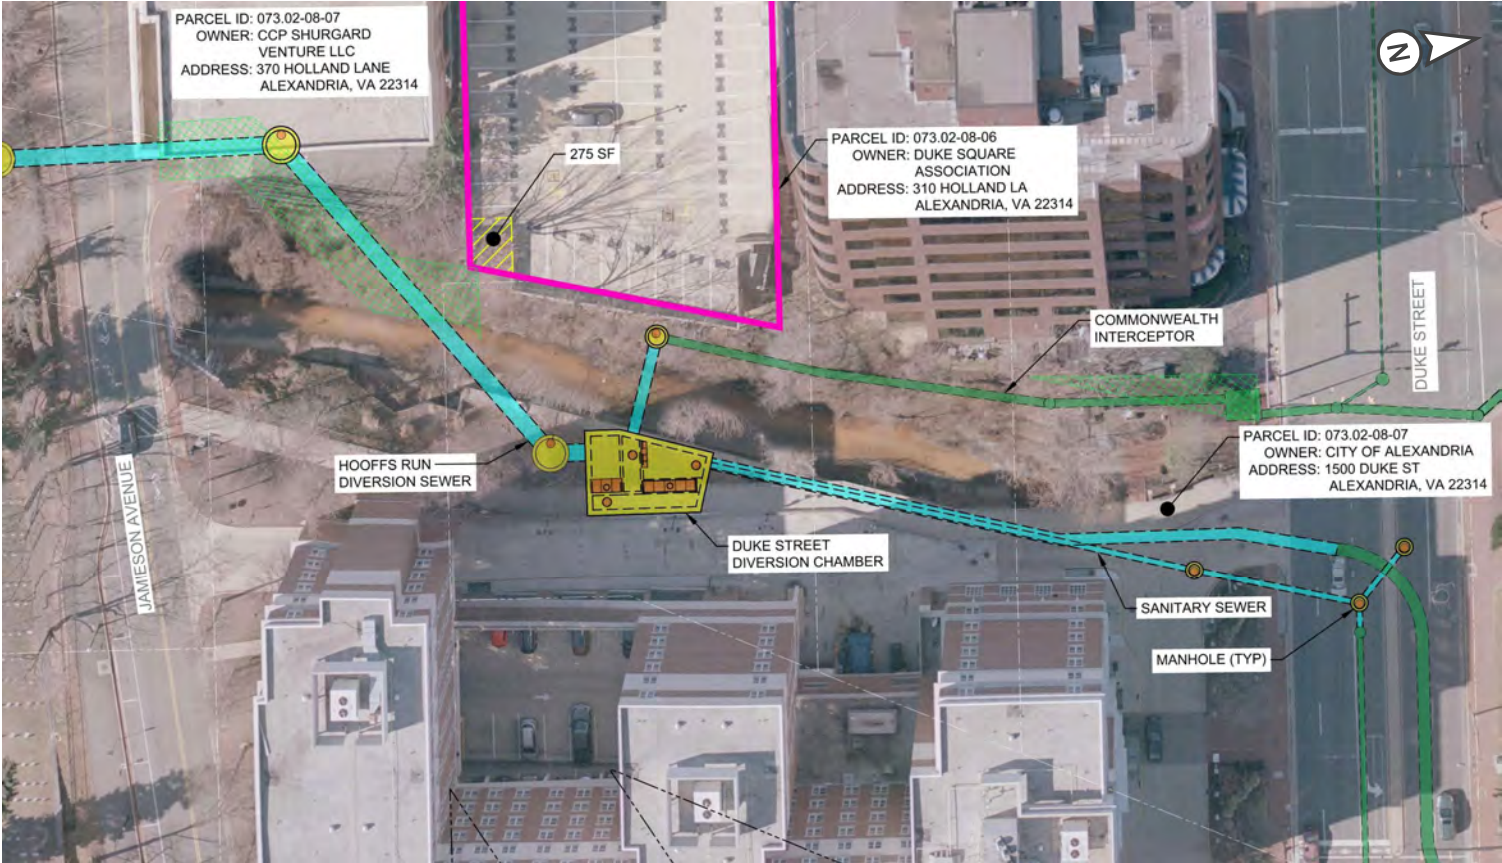 PARCEL ID: 073.02-08-07
OWNER: CCP SHURGARD
VENTURE LLC
ADDRESS: 370 HOLLAND LANE
ALEXANDRIA, VA 22314
N
275 SF
PARCEL ID: 073.02-08-06
OWNER: DUKE SQUARE
ASSOCIATION
ADDRESS: 310 HOLLAND LA
ALEXANDRIA, VA 22314
COMMONWEALTH
INTERCEPTOR
DUKE STREET
PARCEL ID: 073.02-08-07
OWNER: CITY OF ALEXANDRIA
ADDRESS: 1500 DUKE ST
ALEXANDRIA, VA 22314
HOOFFS RUN
DIVERSION SEWER
JAMIESON AVENUE
DUKE STREET
DIVERSION CHAMBER
SANITARY SEWER
MANHOLE (TYP)